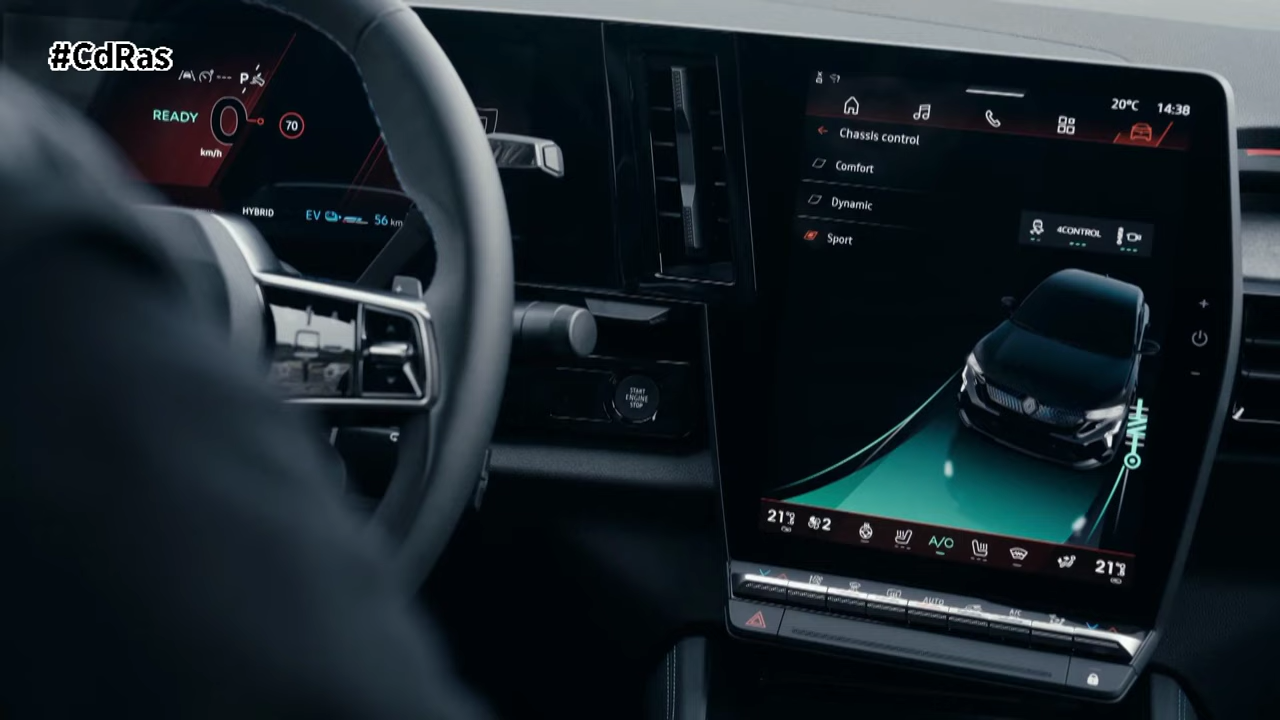 #CdRas
P
READY
0
70
km/h
HYBRID
EV
56 km
START
ENGINE
STOP
20°C 14:38
Chassis control
Comfort
Dynamic
Sport
4CONTROL
21°
2
A/C
21°
AUTO
A/C